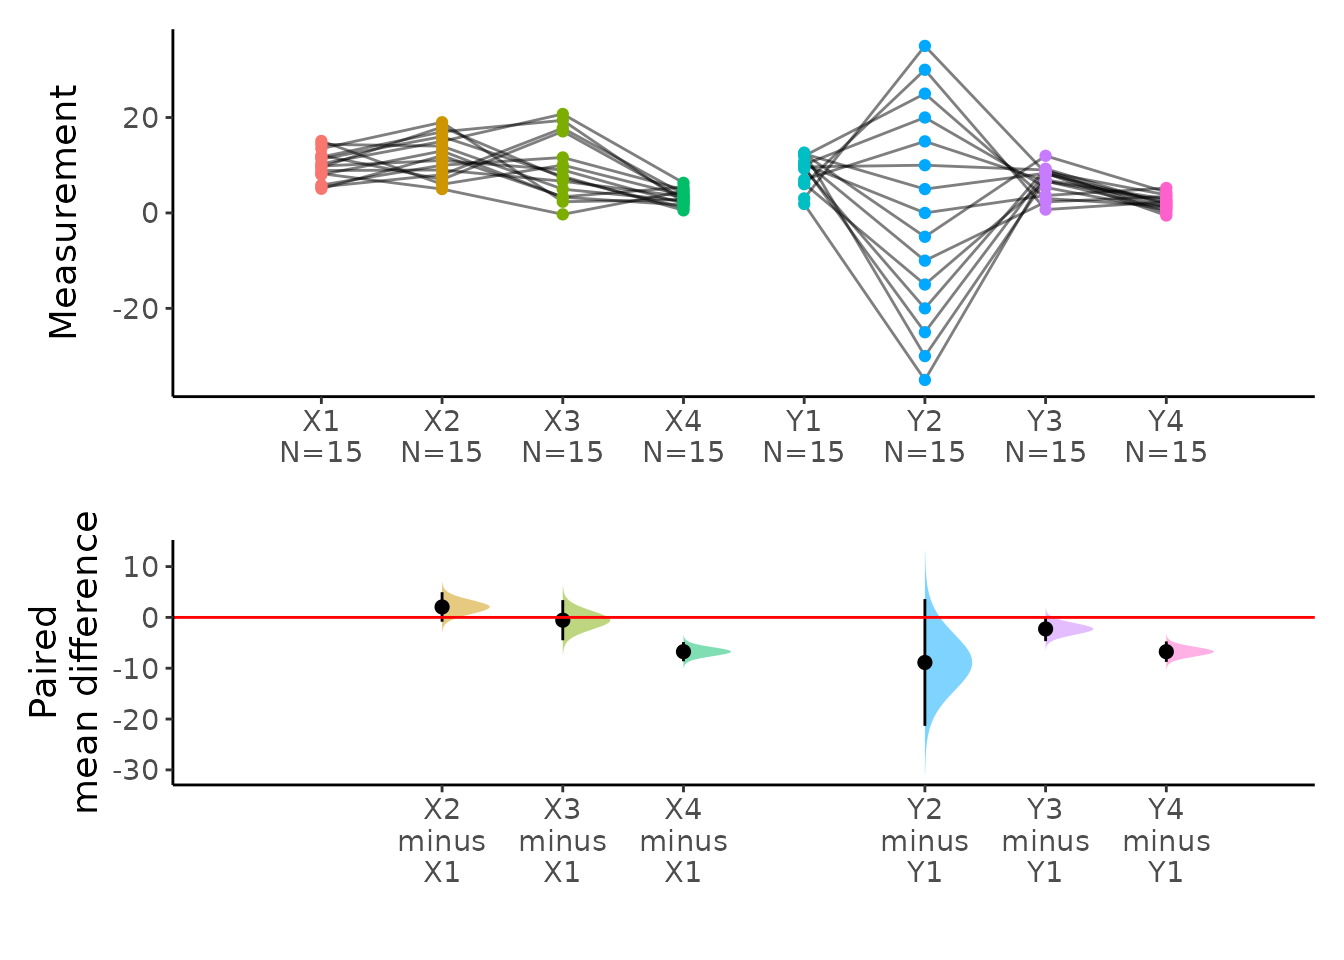 Measurement
20
0
-20
X1 X2 X3 X4 Y1 Y2 Y3 Y4
N=15 N=15 N=15 N=15 N=15 N=15 N=15 N=15
Paired
mean difference
10
0
-10
-20
-30
X2 X3 X4 Y2 Y3 Y4
minus minus minus minus minus minus
X1 X1 X1 Y1 Y1 Y1